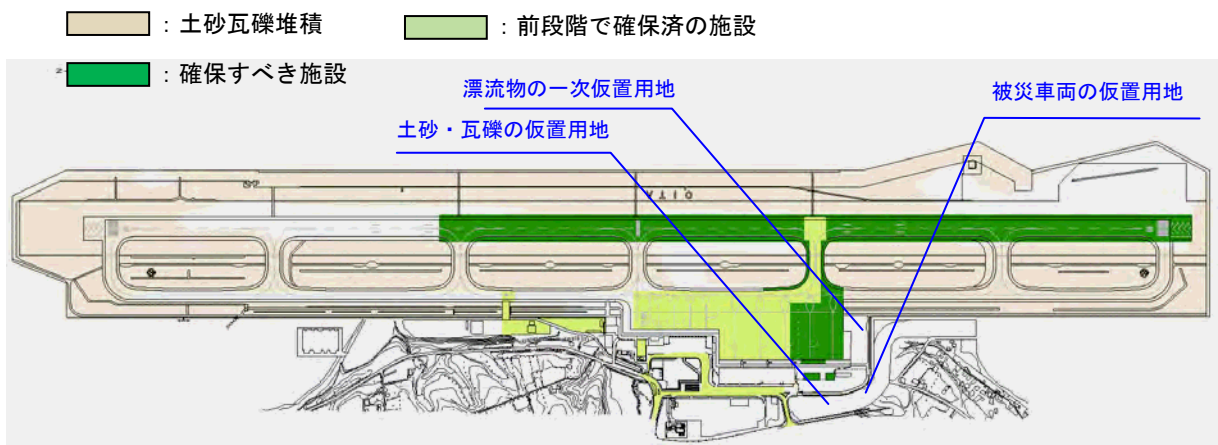 ：土砂瓦礫堆積
：前段階で確保済の施設
：確保すべき施設
漂流物の一次仮置用地
被災車両の仮置用地
土砂・瓦礫の仮置用地
OITA